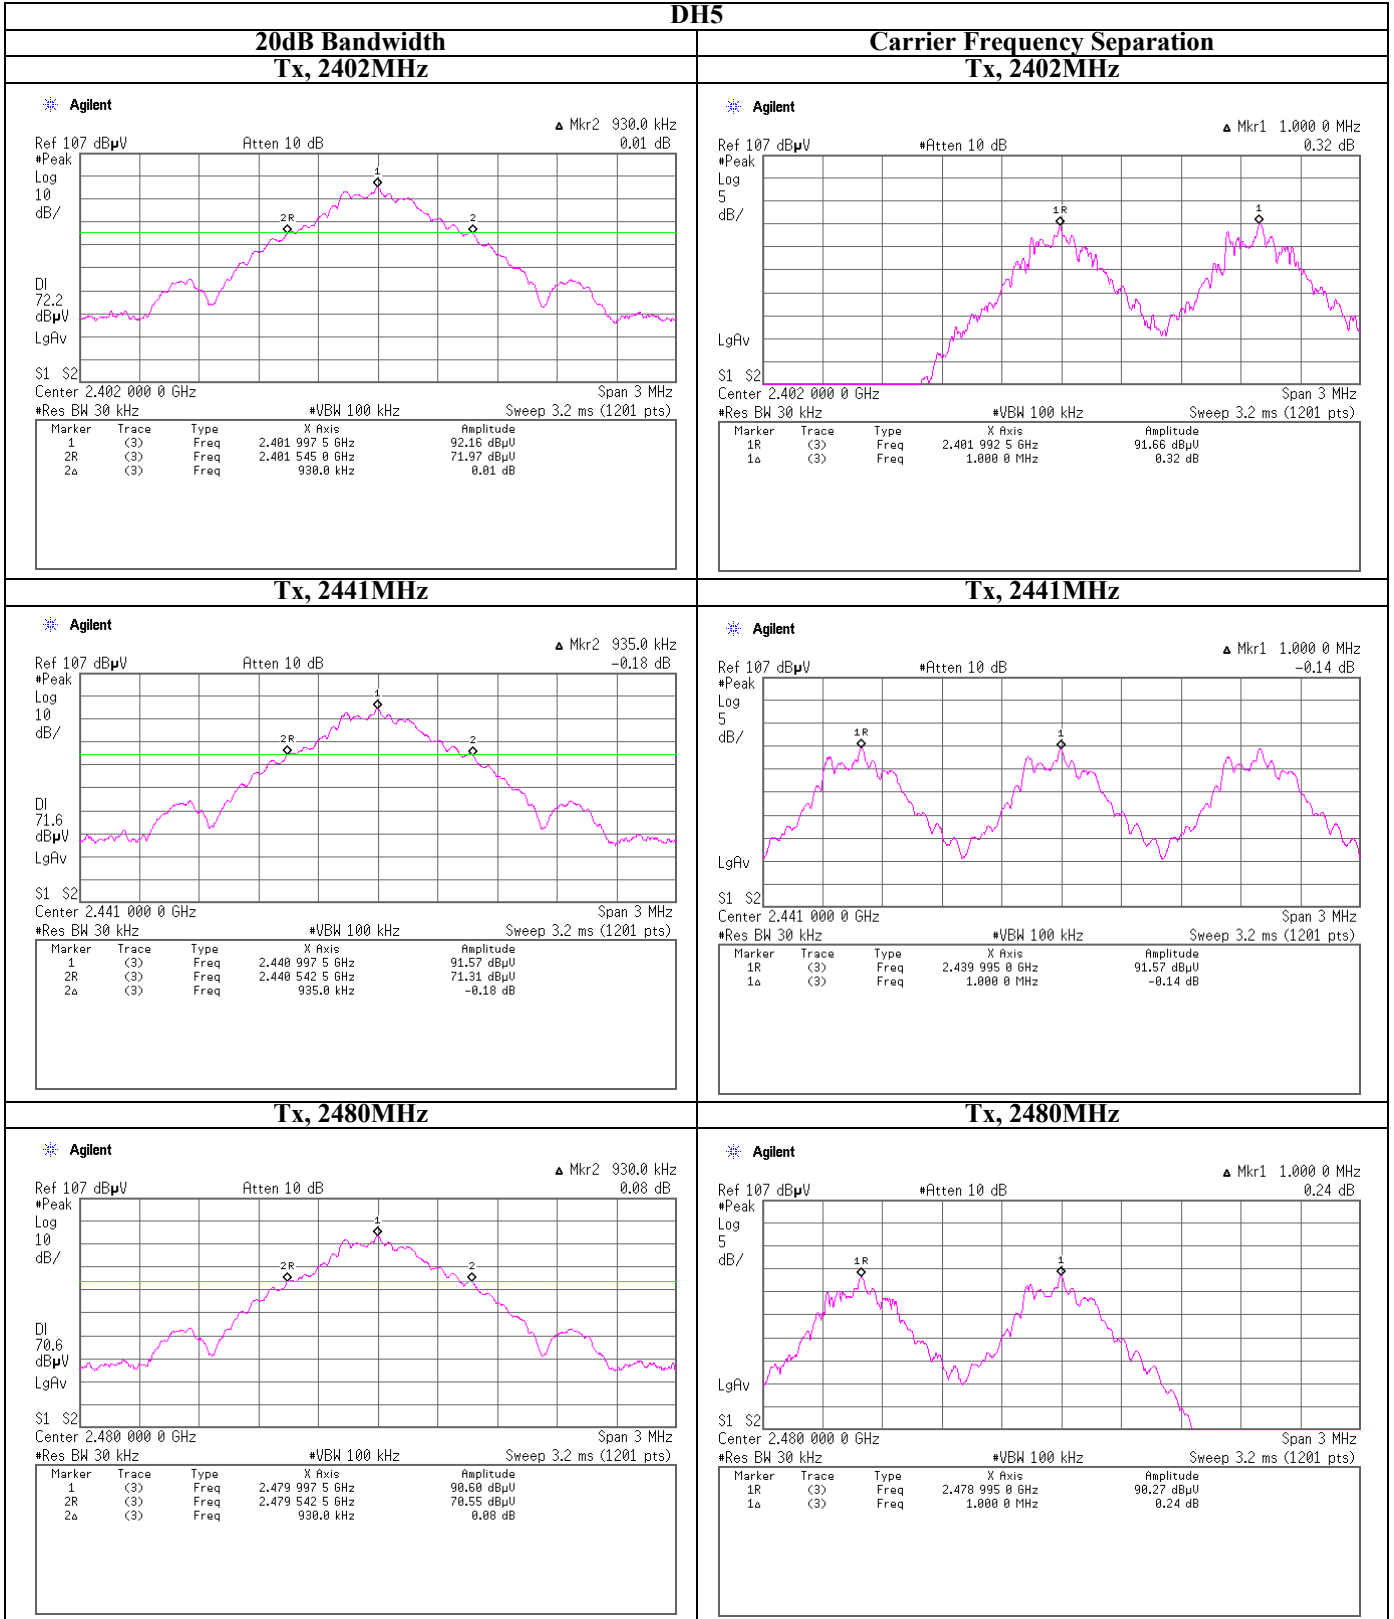 DH5
20dB Bandwidth
Carrier Frequency Separation
Tx, 2402MHz
Tx, 2402MHz
Agilent
Δ Mkr2 930.0 kHz
Ref 107 dBµV Atten 10 dB 0.01 dB
#Peak
Log
10
dB/
1
2R
2
DI
72.2
dBµV
LgAv
S1 S2
Center 2.402 000 0 GHz Span 3 MHz
#Res BW 30 kHz #VBW 100 kHz Sweep 3.2 ms (1201 pts)
Marker Trace Type X Axis Amplitude
1 (3) Freq 2.401 997 5 GHz 92.16 dBµV
2R (3) Freq 2.401 545 0 GHz 71.97 dBµV
2Δ (3) Freq 930.0 kHz 0.01 dB
Agilent
Δ Mkr1 1.000 0 MHz
Ref 107 dBµV #Atten 10 dB 0.32 dB
#Peak
Log
5
dB/
1R
1
LgAv
S1 S2
Center 2.402 000 0 GHz Span 3 MHz
#Res BW 30 kHz #VBW 100 kHz Sweep 3.2 ms (1201 pts)
Marker Trace Type X Axis Amplitude
1R (3) Freq 2.401 992 5 GHz 91.66 dBµV
1Δ (3) Freq 1.000 0 MHz 0.32 dB
Tx, 2441MHz
Tx, 2441MHz
Agilent
Δ Mkr2 935.0 kHz
Ref 107 dBµV Atten 10 dB -0.18 dB
#Peak
Log
10
dB/
1
2R
2
DI
71.6
dBµV
LgAv
S1 S2
Center 2.441 000 0 GHz Span 3 MHz
#Res BW 30 kHz #VBW 100 kHz Sweep 3.2 ms (1201 pts)
Marker Trace Type X Axis Amplitude
1 (3) Freq 2.440 997 5 GHz 91.57 dBµV
2R (3) Freq 2.440 542 5 GHz 71.31 dBµV
2Δ (3) Freq 935.0 kHz -0.18 dB
Agilent
Δ Mkr1 1.000 0 MHz
Ref 107 dBµV #Atten 10 dB -0.14 dB
#Peak
Log
5
dB/
1R
1
LgAv
S1 S2
Center 2.441 000 0 GHz Span 3 MHz
#Res BW 30 kHz #VBW 100 kHz Sweep 3.2 ms (1201 pts)
Marker Trace Type X Axis Amplitude
1R (3) Freq 2.439 995 0 GHz 91.57 dBµV
1Δ (3) Freq 1.000 0 MHz -0.14 dB
Tx, 2480MHz
Tx, 2480MHz
Agilent
Δ Mkr2 930.0 kHz
Ref 107 dBµV Atten 10 dB 0.08 dB
#Peak
Log
10
dB/
1
2R
2
DI
70.6
dBµV
LgAv
S1 S2
Center 2.480 000 0 GHz Span 3 MHz
#Res BW 30 kHz #VBW 100 kHz Sweep 3.2 ms (1201 pts)
Marker Trace Type X Axis Amplitude
1 (3) Freq 2.479 997 5 GHz 90.60 dBµV
2R (3) Freq 2.479 542 5 GHz 70.55 dBµV
2Δ (3) Freq 930.0 kHz 0.08 dB
Agilent
Δ Mkr1 1.000 0 MHz
Ref 107 dBµV #Atten 10 dB 0.24 dB
#Peak
Log
5
dB/
1R
1
LgAv
S1 S2
Center 2.480 000 0 GHz Span 3 MHz
#Res BW 30 kHz #VBW 100 kHz Sweep 3.2 ms (1201 pts)
Marker Trace Type X Axis Amplitude
1R (3) Freq 2.478 995 0 GHz 90.27 dBµV
1Δ (3) Freq 1.000 0 MHz 0.24 dB